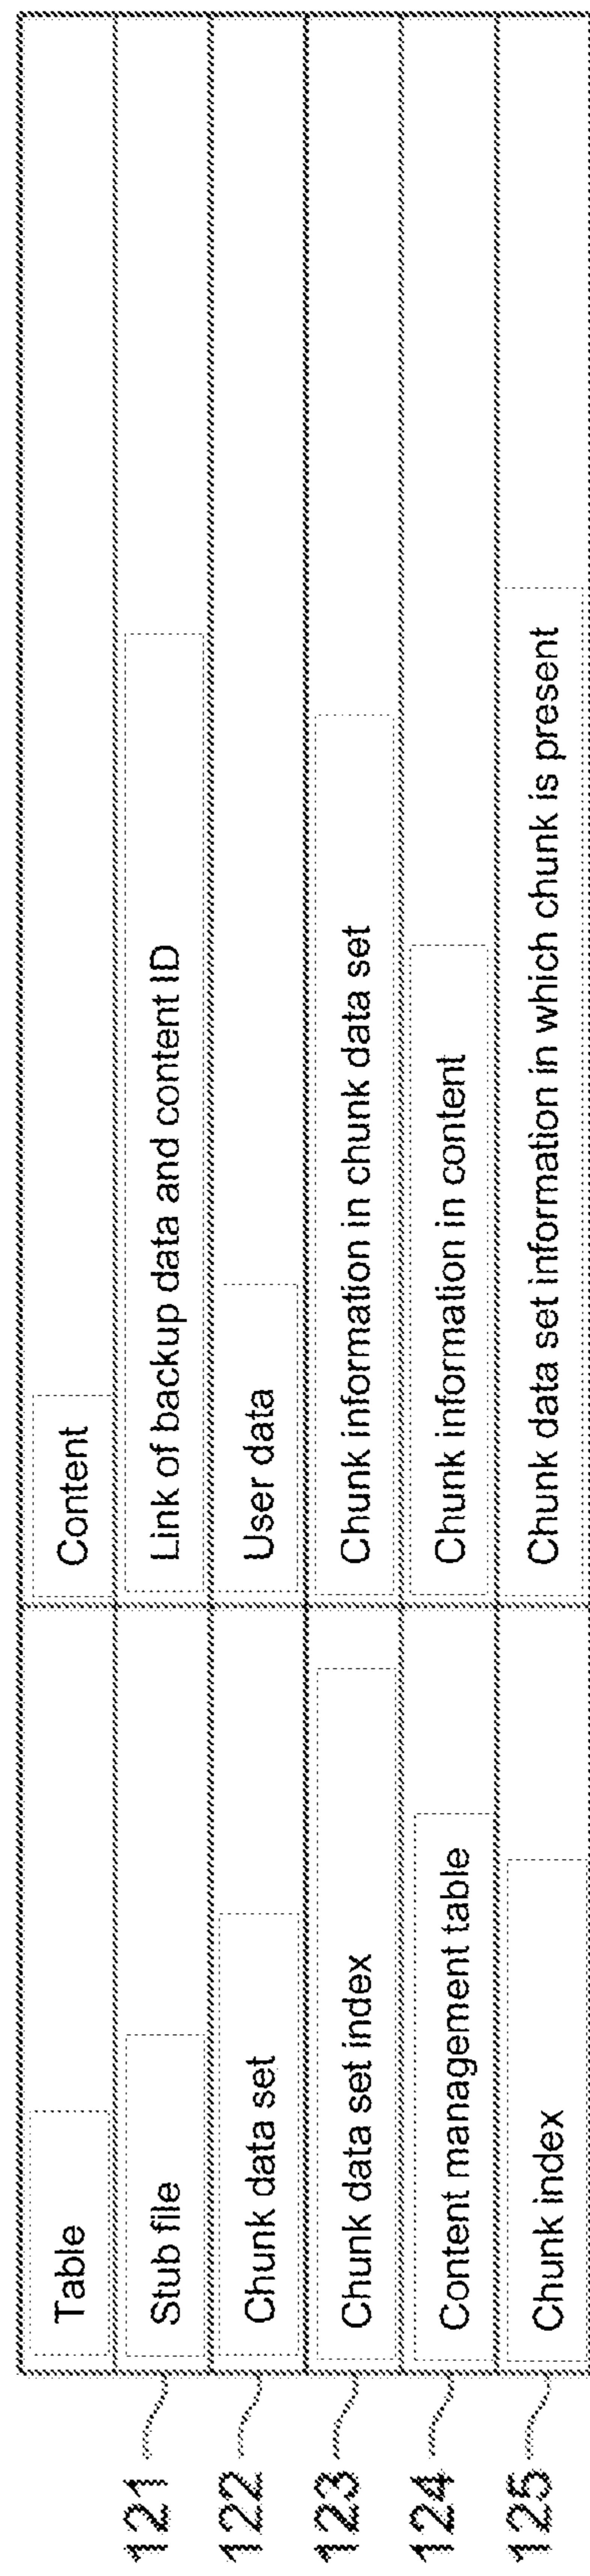 Table Content
121 Stub file Link of backup data and content ID
122 Chunk data set User data
123 Chunk data set index Chunk information in chunk data set
124 Content management table Chunk information in content
125 Chunk index Chunk data set information in which chunk is present